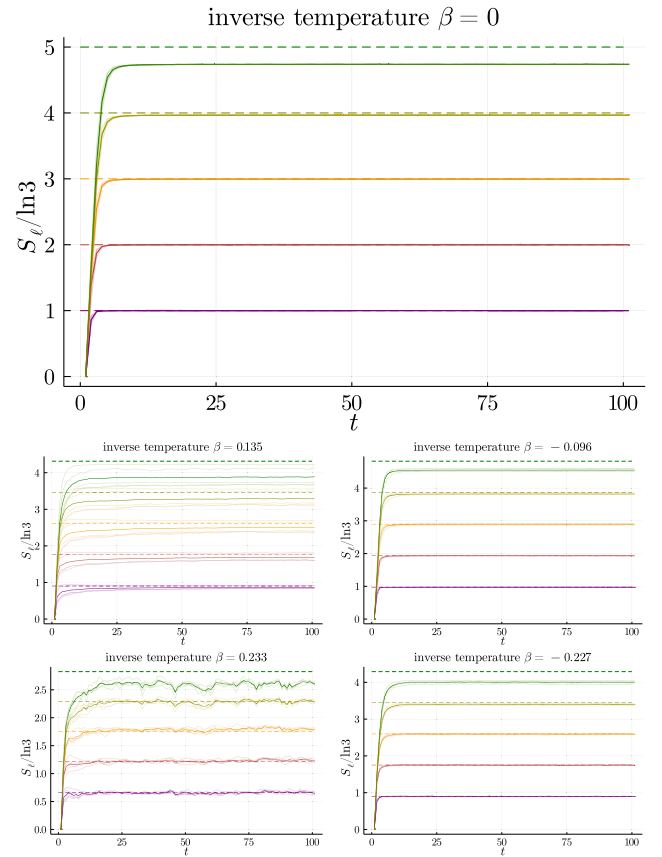 inverse temperature β = 0
S_ℓ/ln3
5
4
3
2
1
0
0 25 50 75 100
t
inverse temperature β = 0.135
S_ℓ/ln3
4
3
2
1
0
0 25 50 75 100
t
inverse temperature β = − 0.096
S_ℓ/ln3
4
3
2
1
0
0 25 50 75 100
t
inverse temperature β = 0.233
S_ℓ/ln3
2.5
2.0
1.5
1.0
0.5
0.0
0 25 50 75 100
t
inverse temperature β = − 0.227
S_ℓ/ln3
4
3
2
1
0
0 25 50 75 100
t